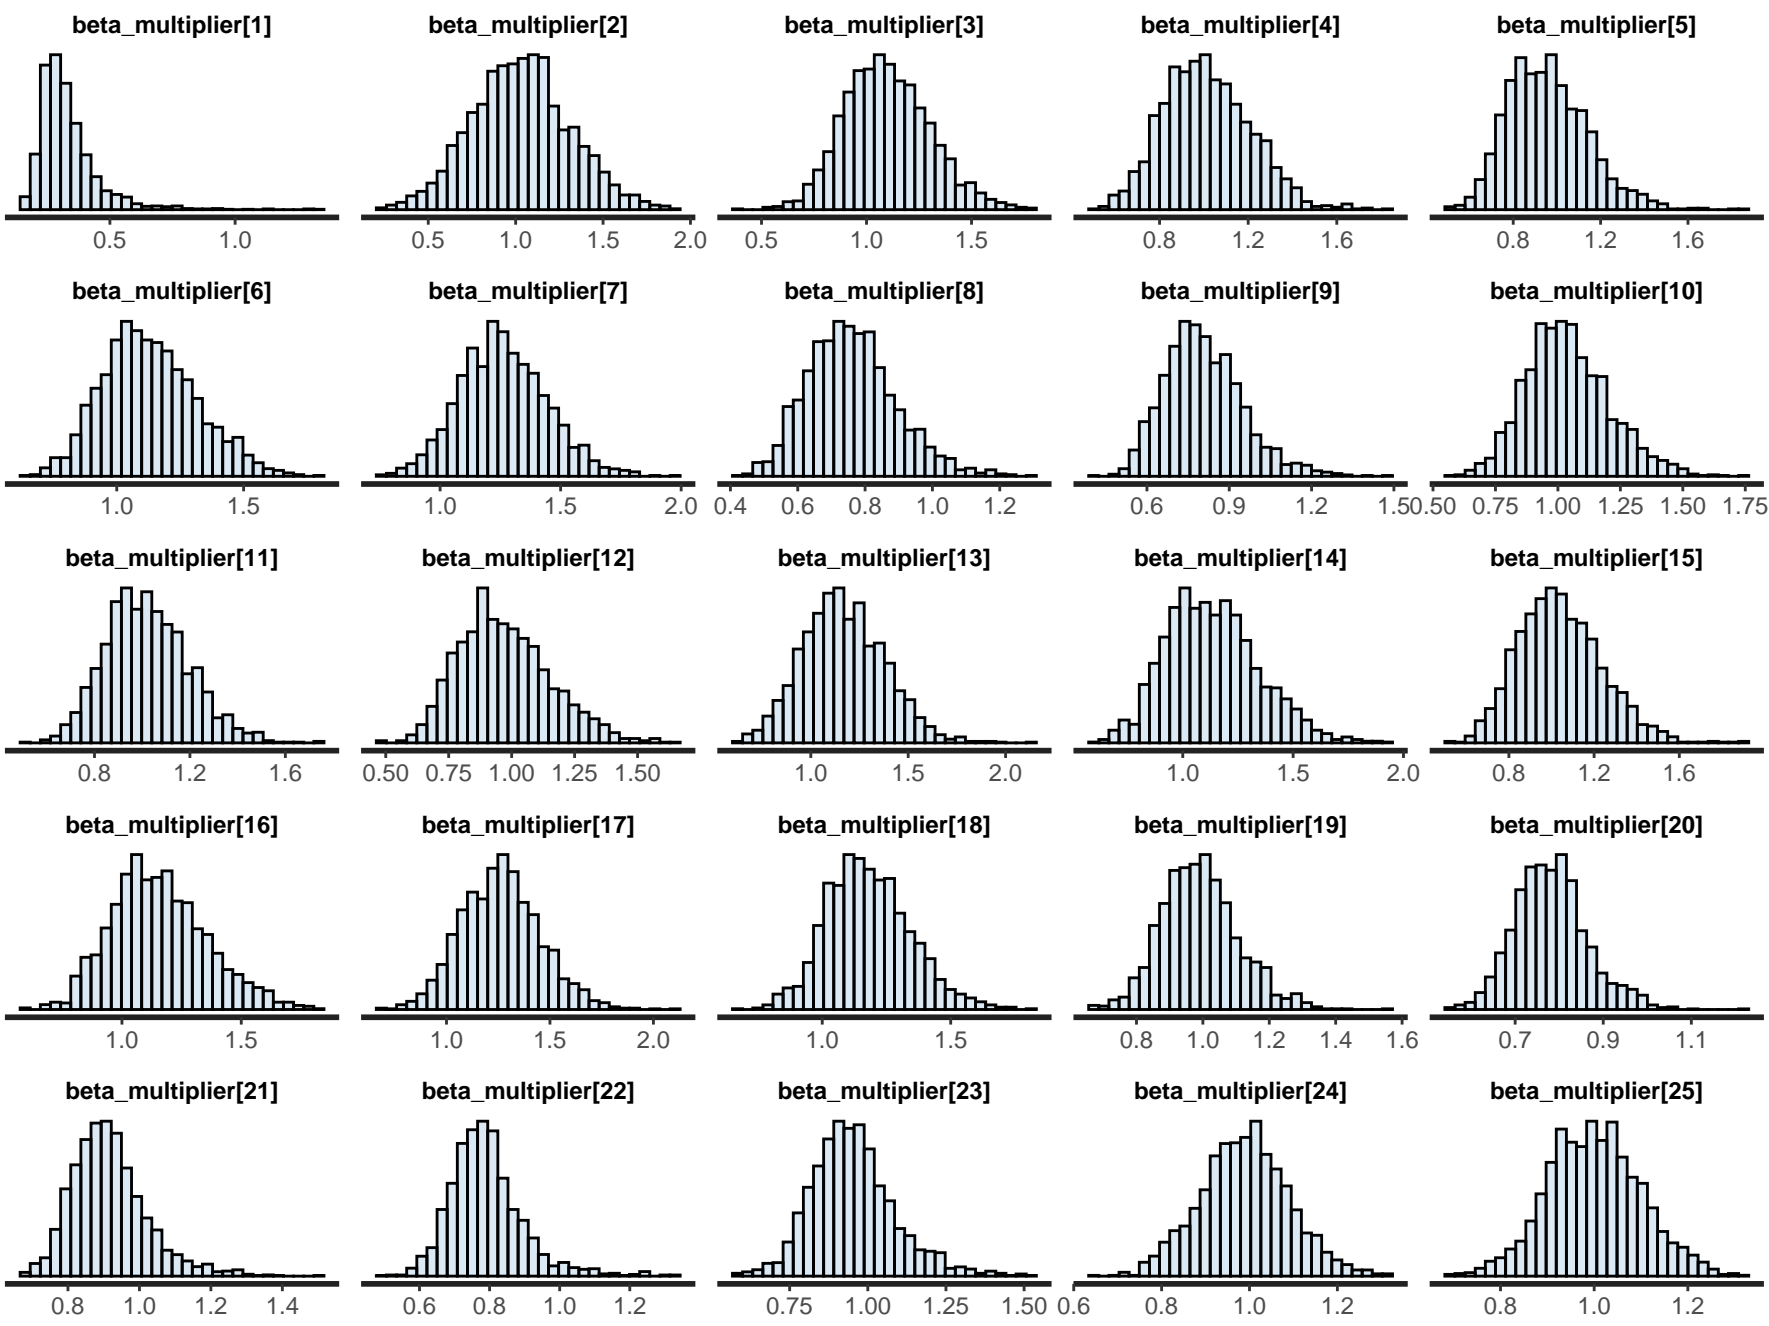 beta_multiplier[1] beta_multiplier[2] beta_multiplier[3] beta_multiplier[4] beta_multiplier[5]
0.5 1.0 0.5 1.0 1.5 2.0 0.5 1.0 1.5 0.8 1.2 1.6 0.8 1.2 1.6
beta_multiplier[6] beta_multiplier[7] beta_multiplier[8] beta_multiplier[9] beta_multiplier[10]
1.0 1.5 1.0 1.5 2.0 0.4 0.6 0.8 1.0 1.2 0.6 0.9 1.2 1.5 0.50 0.75 1.00 1.25 1.50 1.75
beta_multiplier[11] beta_multiplier[12] beta_multiplier[13] beta_multiplier[14] beta_multiplier[15]
0.8 1.2 1.6 0.50 0.75 1.00 1.25 1.50 1.0 1.5 2.0 1.0 1.5 2.0 0.8 1.2 1.6
beta_multiplier[16] beta_multiplier[17] beta_multiplier[18] beta_multiplier[19] beta_multiplier[20]
1.0 1.5 1.0 1.5 2.0 1.0 1.5 0.8 1.0 1.2 1.4 1.6 0.7 0.9 1.1
beta_multiplier[21] beta_multiplier[22] beta_multiplier[23] beta_multiplier[24] beta_multiplier[25]
0.8 1.0 1.2 1.4 0.6 0.8 1.0 1.2 0.75 1.00 1.25 1.50 0.6 0.8 1.0 1.2 0.8 1.0 1.2